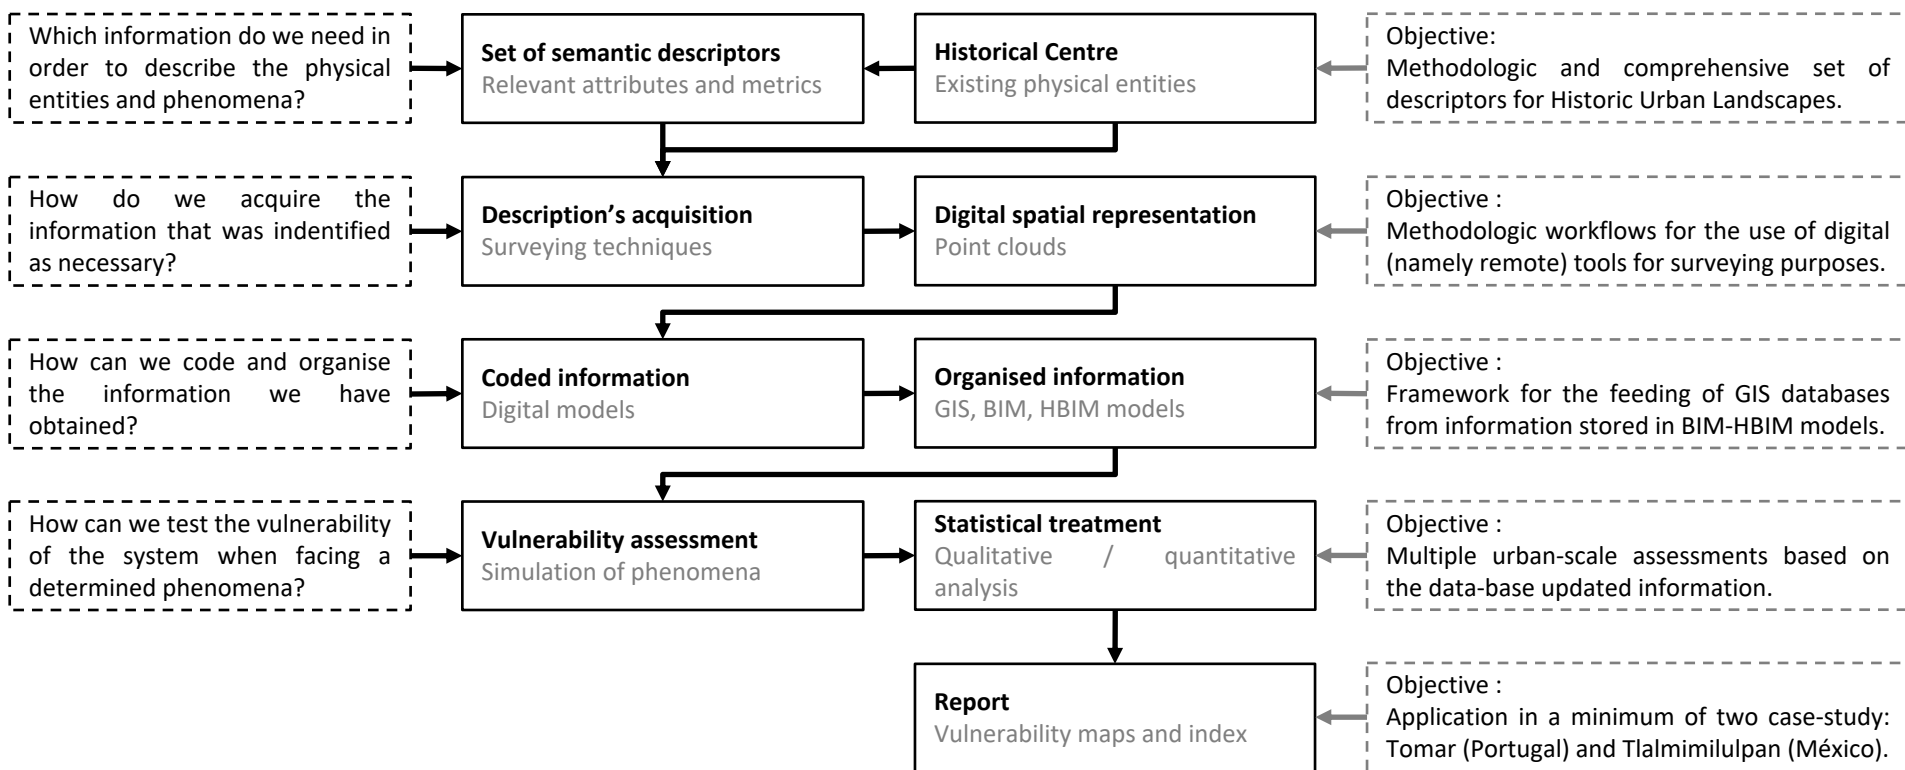 Which information do we need in
order to describe the physical
entities and phenomena?
Set of semantic descriptors
Relevant attributes and metrics
Historical Centre
Existing physical entities
Objective:
Methodologic and comprehensive set of
descriptors for Historic Urban Landscapes.
How do we acquire the
information that was indentified
as necessary?
Description's acquisition
Surveying techniques
Digital spatial representation
Point clouds
Objective :
Methodologic workflows for the use of digital
(namely remote) tools for surveying purposes.
How can we code and organise
the information we have
obtained?
Coded information
Digital models
Organised information
GIS, BIM, HBIM models
Objective :
Framework for the feeding of GIS databases
from information stored in BIM-HBIM models.
How can we test the vulnerability
of the system when facing a
determined phenomena?
Vulnerability assessment
Simulation of phenomena
Statistical treatment
Qualitative / quantitative
analysis
Objective :
Multiple urban-scale assessments based on
the data-base updated information.
Report
Vulnerability maps and index
Objective :
Application in a minimum of two case-study:
Tomar (Portugal) and Tlalmimilulpan (México).